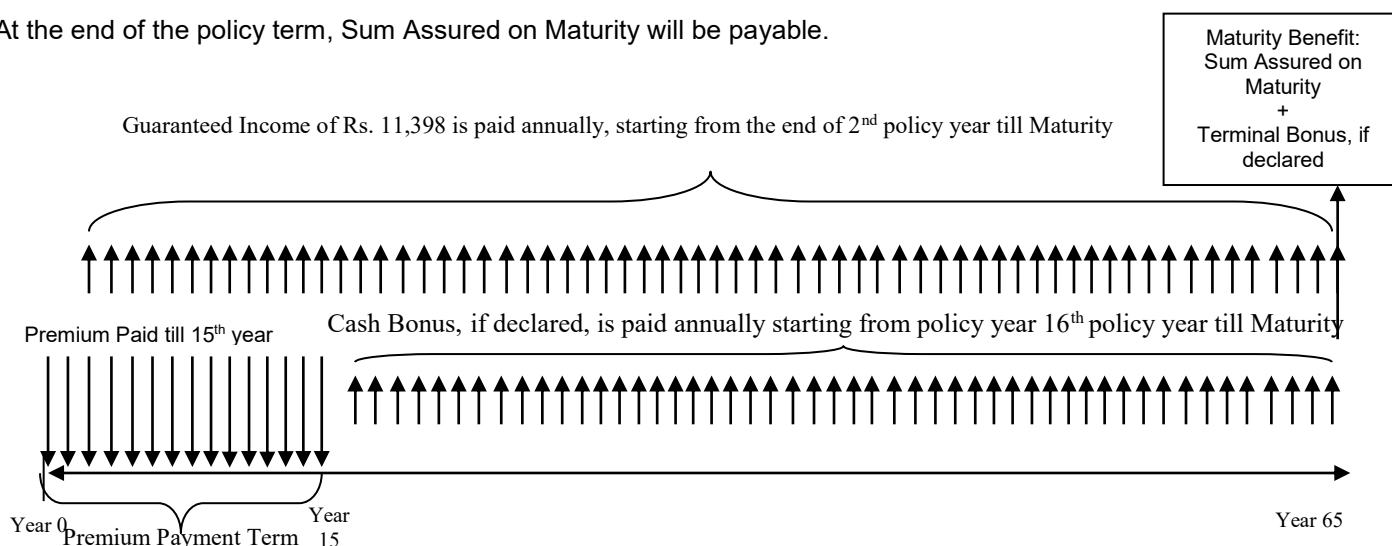 At the end of the policy term, Sum Assured on Maturity will be payable.
Maturity Benefit:
Sum Assured on
Maturity
+
Terminal Bonus, if
declared
Guaranteed Income of Rs. 11,398 is paid annually, starting from the end of 2nd policy year till Maturity
Premium Paid till 15th year
Cash Bonus, if declared, is paid annually starting from policy year 16th policy year till Maturity
Year 0
Premium Payment Term
Year
15
Year 65